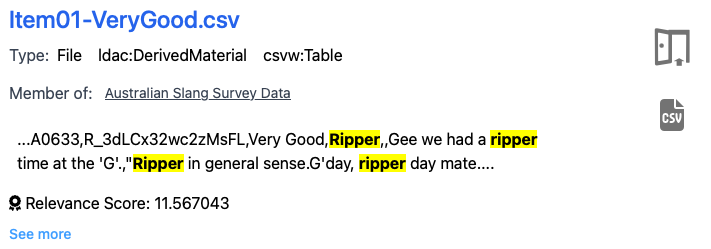 Item01-VeryGood.csv
Type: File ldac:DerivedMaterial csvw:Table
Member of: Australian Slang Survey Data
...A0633,R_3dLCx32wc2zMsFL,Very Good,Ripper,,Gee we had a ripper
time at the 'G'.,"Ripper in general sense.G'day, ripper day mate....
Relevance Score: 11.567043
See more
CSV